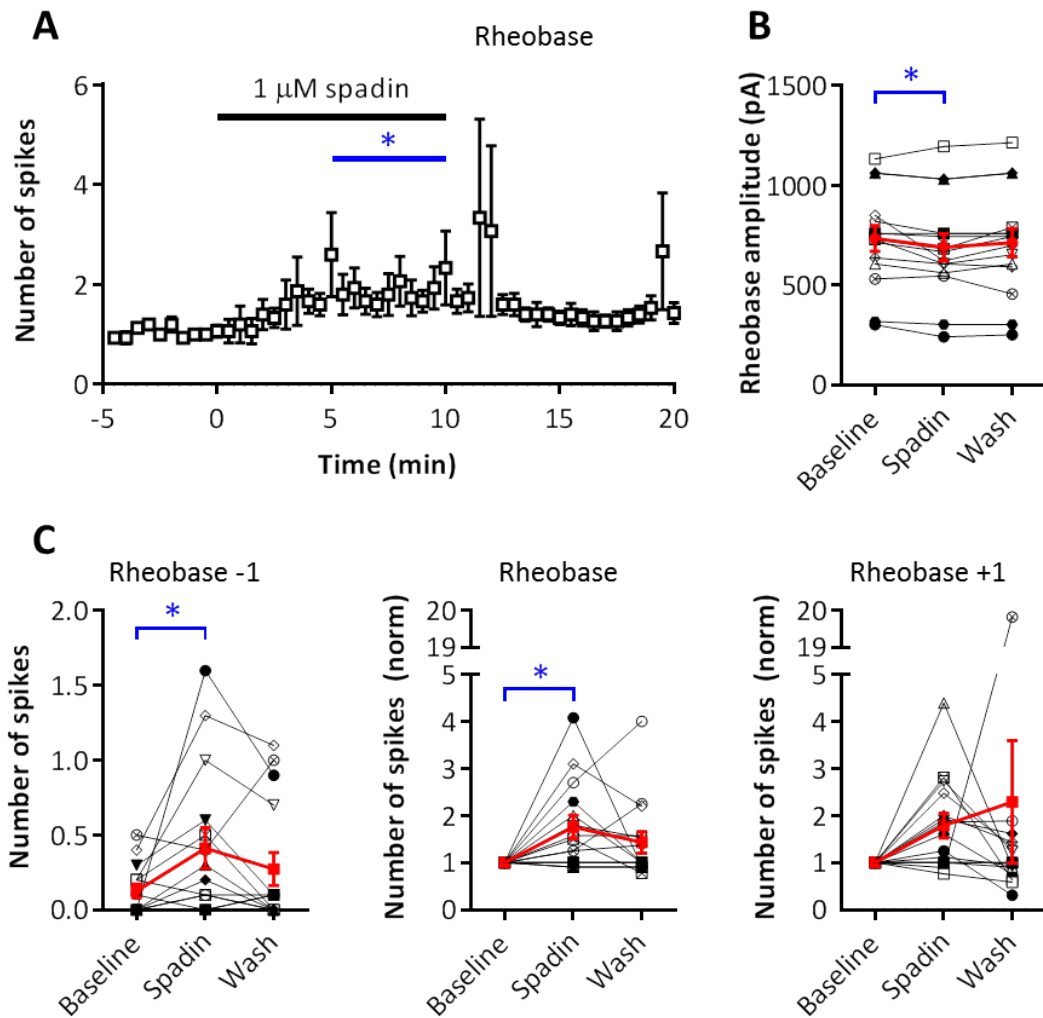 A
Rheobase
Number of spikes
6
4
2
0
1 μM spadin
*
-5
0
5
10
15
20
Time (min)
B
Rheobase amplitude (pA)
1500
1000
500
0
*
Baseline
Spadin
Wash
C
Rheobase -1
Number of spikes
2.0
1.5
1.0
0.5
0.0
*
Baseline
Spadin
Wash
Rheobase
Number of spikes (norm)
20
19
5
4
3
2
1
0
*
Baseline
Spadin
Wash
Rheobase +1
Number of spikes (norm)
20
19
5
4
3
2
1
0
Baseline
Spadin
Wash